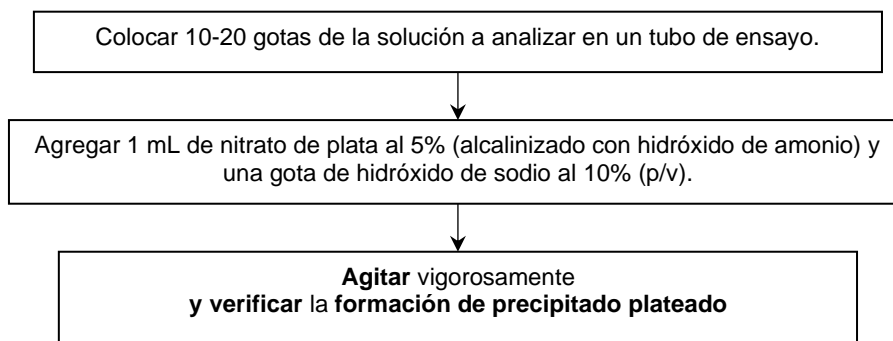 Colocar 10-20 gotas de la solución a analizar en un tubo de ensayo.
Agregar 1 mL de nitrato de plata al 5% (alcalinizado con hidróxido de amonio) y
una gota de hidróxido de sodio al 10% (p/v).
Agitar vigorosamente
y verificar la formación de precipitado plateado